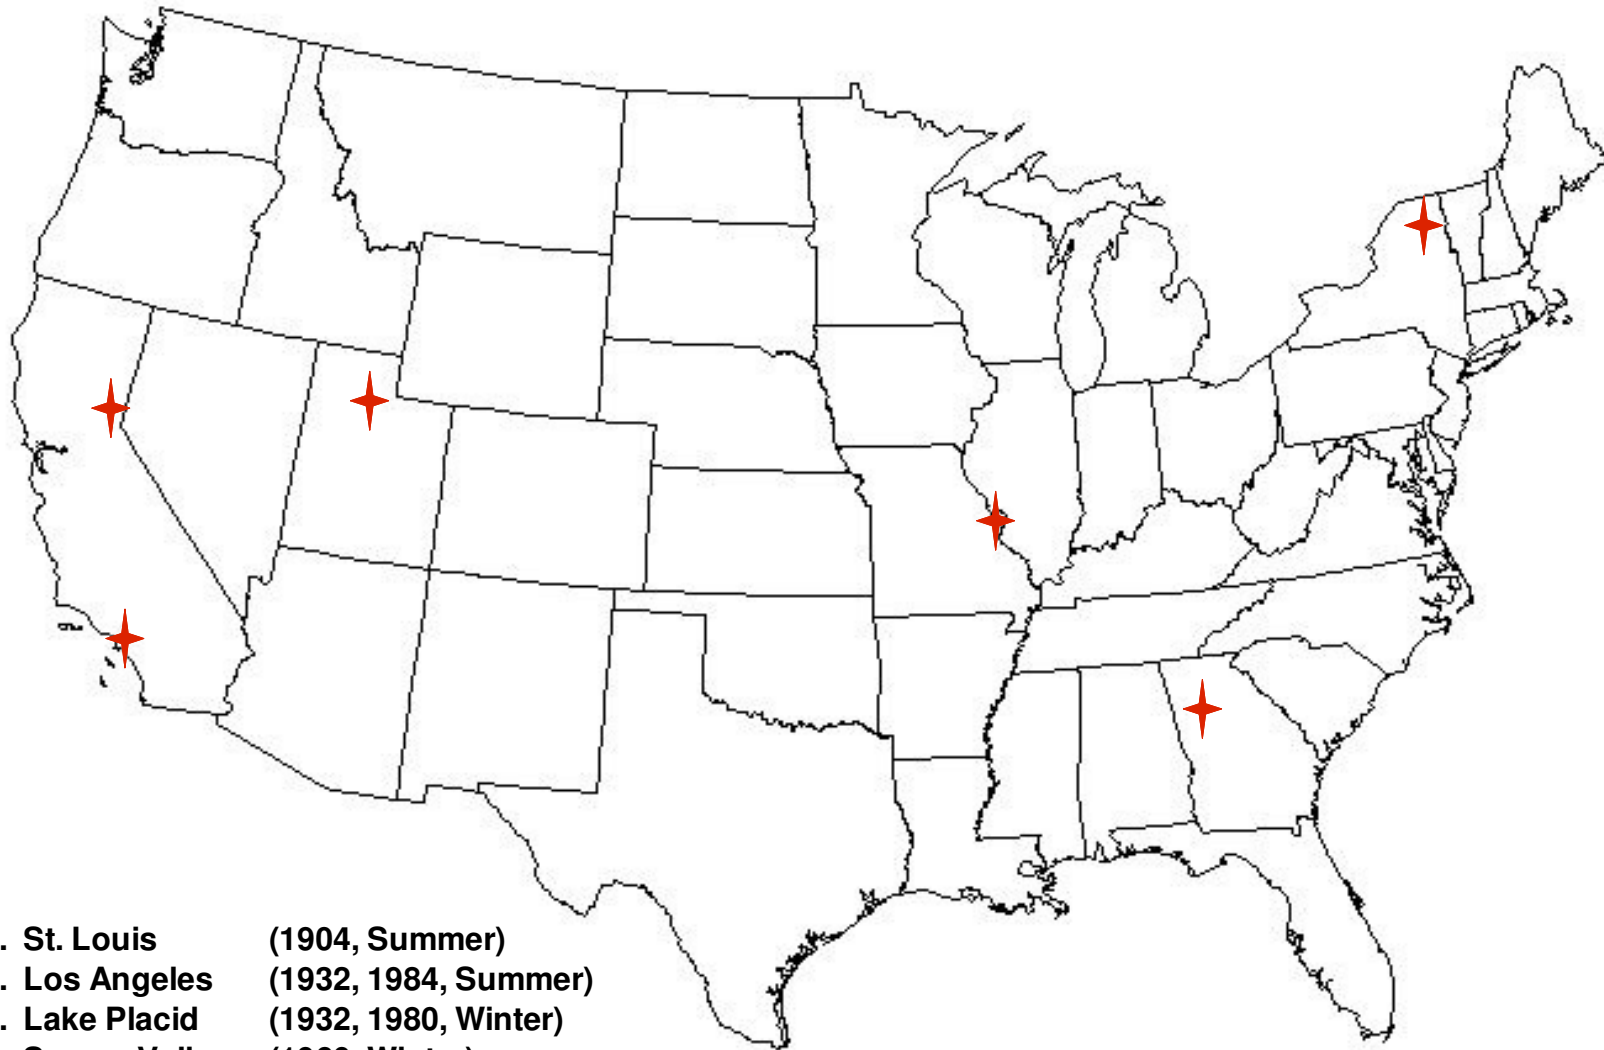 . St. Louis (1904, Summer)
. Los Angeles (1932, 1984, Summer)
. Lake Placid (1932, 1980, Winter)